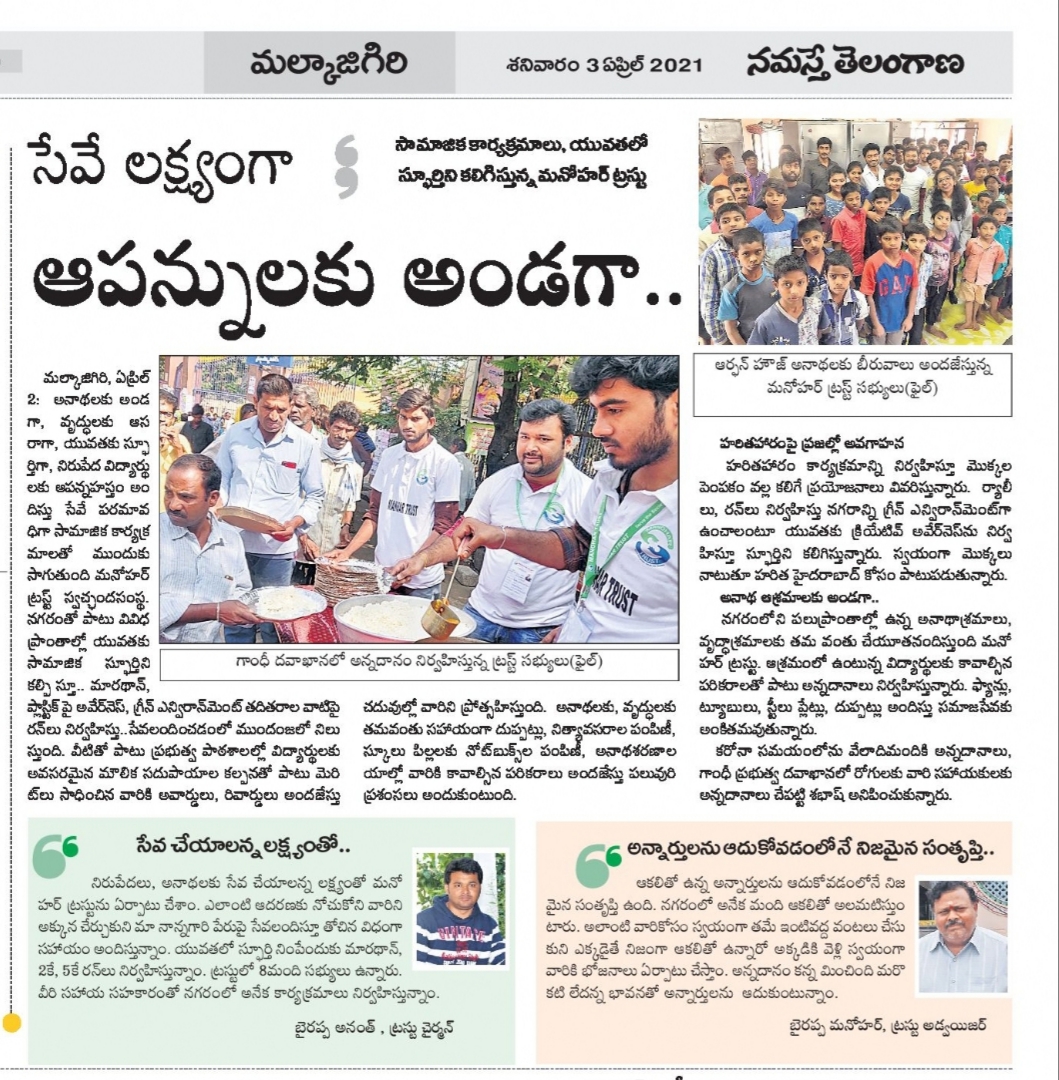 మల్కాజిగిరి
శనివారం 3 ఏప్రిల్ 2021
నమస్తే తెలంగాణ
సేవే లక్ష్యంగా
సామాజిక కార్యక్రమాలు, యువతలో
స్ఫూర్తిని కలిగిస్తున్న మనోహర్ ట్రస్టు
ఆపన్నులకు అండగా..
ఆర్ఫన్ హౌజ్ అనాథలకు బీరువాలు అందజేస్తున్న
మనోహర్ ట్రస్ట్ సభ్యులు(ఫైల్)
మల్కాజిగిరి, ఏప్రిల్
2: అనాథలకు అండ
గా, వృద్ధులకు ఆస
రాగా, యువతకు స్ఫూ
ర్తిగా, నిరుపేద విద్యార్థు
లకు ఆపన్నహస్తం అం
దిస్తు సేవే పరమావ
ధిగా సామాజిక కార్యక్ర
మాలతో ముందుకు
సాగుతుంది మనోహర్
ట్రస్ట్ స్వచ్ఛందసంస్థ.
నగరంతో పాటు వివిధ
ప్రాంతాల్లో యువతకు
సామాజిక స్ఫూర్తిని
కల్పి స్తూ.. మారథాన్,
ప్లాస్టిక్ పై అవేర్‌నెస్, గ్రీన్ ఎన్విరాన్‌మెంట్ తదితరాల వాటిపై
రన్‌లు నిర్వహిస్తు..సేవలందించడంలో ముందంజలో నిలు
స్తుంది. వీటితో పాటు ప్రభుత్వ పాఠశాలల్లో విద్యార్థులకు
అవసరమైన మౌలిక సదుపాయాల కల్పనతో పాటు మెరి
ట్‌లు సాధించిన వారికి అవార్డులు, రివార్డులు అందజేస్తు
MANOHAR TRUST
TRUST
గాంధీ దవాఖానలో అన్నదానం నిర్వహిస్తున్న ట్రస్ట్ సభ్యులు(ఫైల్)
చదువుల్లో వారిని ప్రోత్సహిస్తుంది. అనాథలకు, వృద్ధులకు
తమవంతు సహాయంగా దుప్పట్లు, నిత్యావసరాల పంపిణీ,
స్కూలు పిల్లలకు నోట్‌బుక్స్‌ల పంపిణీ, అనాథశరణాల
యాల్లో వారికి కావాల్సిన పరికరాలు అందజేస్తు పలువురి
ప్రశంసలు అందుకుంటుంది.
హరితహారంపై ప్రజల్లో అవగాహన
హరితహారం కార్యక్రమాన్ని నిర్వహిస్తూ మొక్కల
పెంపకం వల్ల కలిగే ప్రయోజనాలు వివరిస్తున్నారు. ర్యాలీ
లు, రన్‌లు నిర్వహిస్తు నగరాన్ని గ్రీన్ ఎన్విరాన్‌మెంట్‌గా
ఉంచాలంటూ యువతకు క్రియేటివ్ అవేర్‌నెస్‌ను నిర్వ
హిస్తూ స్ఫూర్తిని కలిగిస్తున్నారు. స్వయంగా మొక్కలు
నాటుతూ హరిత హైదరాబాద్ కోసం పాటుపడుతున్నారు.
అనాథ ఆశ్రమాలకు అండగా..
నగరంలోని పలుప్రాంతాల్లో ఉన్న అనాథాశ్రమాలు,
వృద్ధాశ్రమాలకు తమ వంతు చేయూతనందిస్తుంది మనో
హర్ ట్రస్టు. ఆశ్రమంలో ఉంటున్న విద్యార్థులకు కావాల్సిన
పరికరాలతో పాటు అన్నదానాలు నిర్వహిస్తున్నారు. ఫ్యాన్లు,
ట్యూబులు, స్టీలు ప్లేట్లు, దుప్పట్లు అందిస్తు సమాజసేవకు
అంకితమవుతున్నారు.
కరోనా సమయంలోను వేలాదిమందికి అన్నదానాలు,
గాంధీ ప్రభుత్వ దవాఖానలో రోగులకు వారి సహాయకులకు
అన్నదానాలు చేపట్టి శభాష్ అనిపించుకున్నారు.
సేవ చేయాలన్న లక్ష్యంతో..
నిరుపేదలు, అనాథలకు సేవ చేయాలన్న లక్ష్యంతో మనో
హర్ ట్రస్టును ఏర్పాటు చేశాం. ఎలాంటి ఆదరణకు నోచుకోని వారిని
అక్కున చేర్చుకుని మా నాన్నగారి పేరుపై సేవలందిస్తు తోచిన విధంగా
సహాయం అందిస్తున్నాం. యువతలో స్ఫూర్తి నింపేందుకు మారథాన్,
2కే, 5కే రన్‌లు నిర్వహిస్తున్నాం. ట్రస్టులో 8మంది సభ్యులు ఉన్నారు.
వీరి సహాయ సహకారంతో నగరంలో అనేక కార్యక్రమాలు నిర్వహిస్తున్నాం.
బైరప్ప అనంత్ , ట్రస్టు చైర్మన్
అన్నార్తులను ఆదుకోవడంలోనే నిజమైన సంతృప్తి..
ఆకలితో ఉన్న అన్నార్తులను ఆదుకోవడంలోనే నిజ
మైన సంతృప్తి ఉంది. నగరంలో అనేక మంది ఆకలితో అలమటిస్తుం
టారు. అలాంటి వారికోసం స్వయంగా తమే ఇంటివద్ద వంటలు చేసు
కుని ఎక్కడైతే నిజంగా ఆకలితో ఉన్నారో అక్కడికి వెళ్లి స్వయంగా
వారికి భోజనాలు ఏర్పాటు చేస్తాం. అన్నదానం కన్న మించింది మరొ
కటి లేదన్న భావనతో అన్నార్తులను ఆదుకుంటున్నాం.
బైరప్ప మనోహర్, ట్రస్టు అడ్వయిజర్